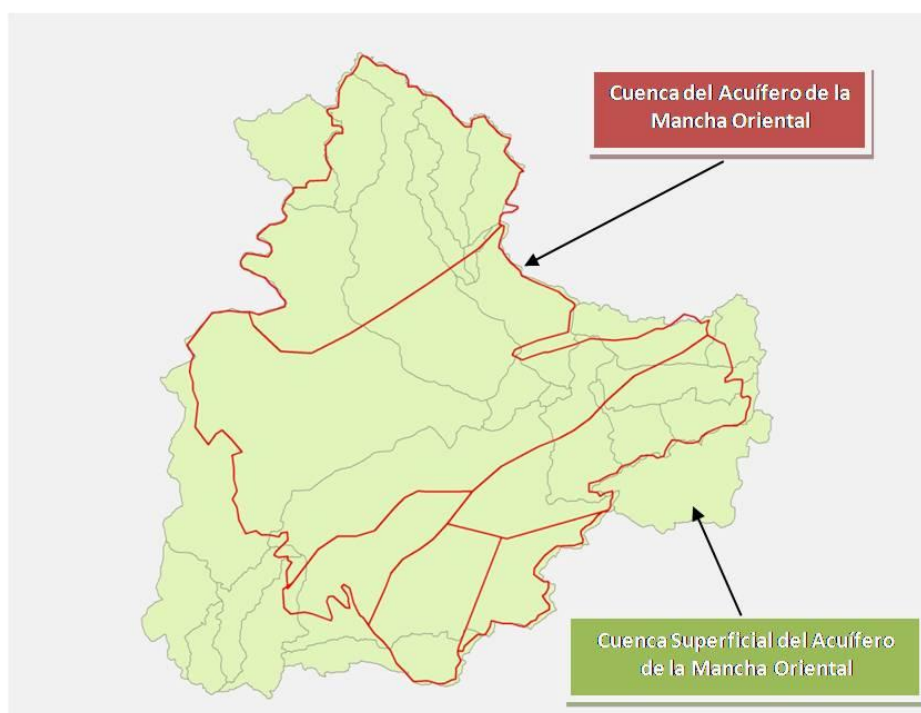 Cuenca del Acuífero de la
Mancha Oriental
Cuenca Superficial del Acuífero
de la Mancha Oriental